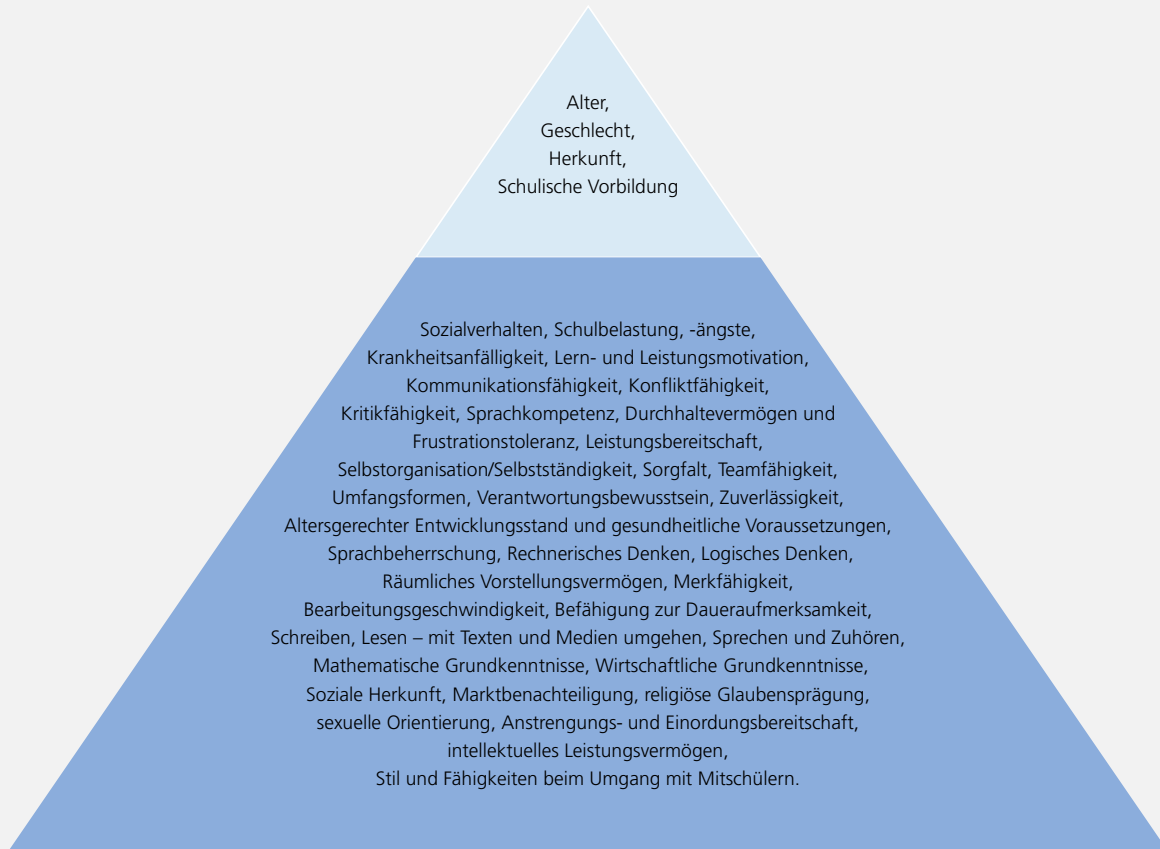 Alter,
Geschlecht,
Herkunft,
Schulische Vorbildung
Sozialverhalten, Schulbelastung, -ängste,
Krankheitsanfälligkeit, Lern- und Leistungsmotivation,
Kommunikationsfähigkeit, Konfliktfähigkeit,
Kritikfähigkeit, Sprachkompetenz, Durchhaltevermögen und
Frustrationstoleranz, Leistungsbereitschaft,
Selbstorganisation/Selbstständigkeit, Sorgfalt, Teamfähigkeit,
Umfangsformen, Verantwortungsbewusstsein, Zuverlässigkeit,
Altersgerechter Entwicklungsstand und gesundheitliche Voraussetzungen,
Sprachbeherrschung, Rechnerisches Denken, Logisches Denken,
Räumliches Vorstellungsvermögen, Merkfähigkeit,
Bearbeitungsgeschwindigkeit, Befähigung zur Daueraufmerksamkeit,
Schreiben, Lesen – mit Texten und Medien umgehen, Sprechen und Zuhören,
Mathematische Grundkenntnisse, Wirtschaftliche Grundkenntnisse,
Soziale Herkunft, Marktbenachteiligung, religiöse Glaubensprägung,
sexuelle Orientierung, Anstrengungs- und Einordungsbereitschaft,
intellektuelles Leistungsvermögen,
Stil und Fähigkeiten beim Umgang mit Mitschülern.